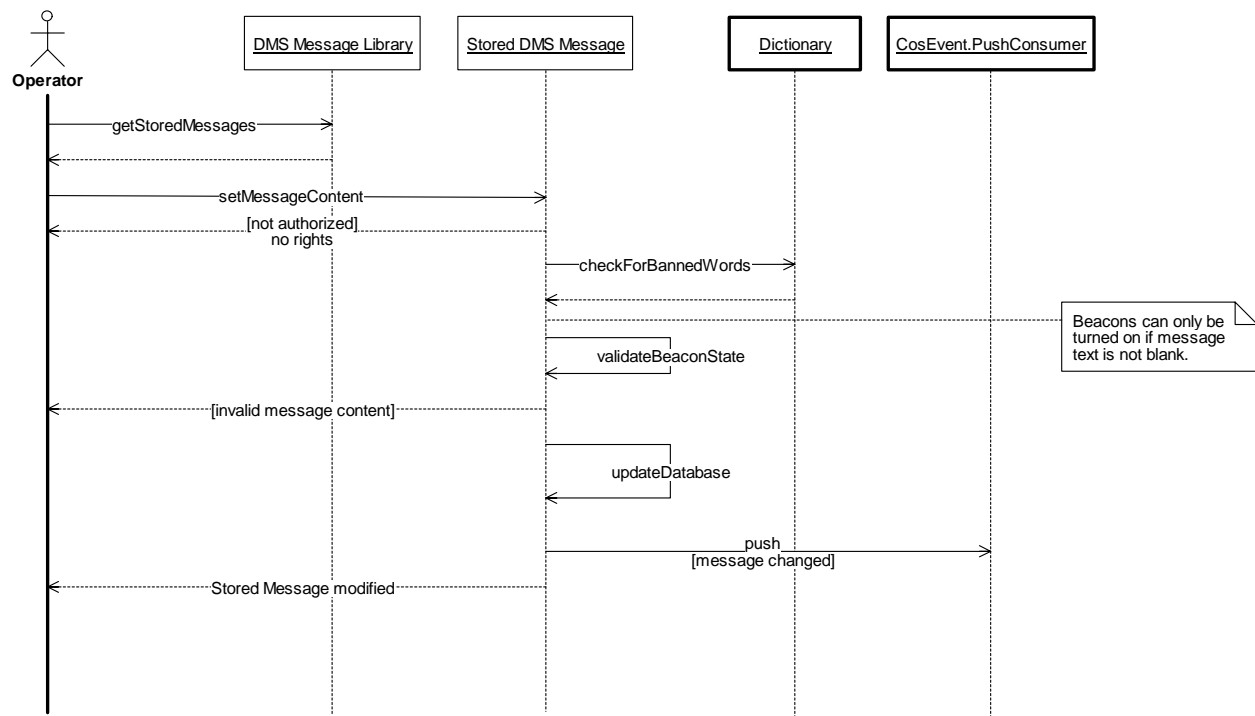 DMS Message Library
Stored DMS Message
Dictionary
CosEvent.PushConsumer
Operator
getStoredMessages
setMessageContent
[not authorized]
no rights
checkForBannedWords
Beacons can only be
turned on if message
text is not blank.
validateBeaconState
[invalid message content]
updateDatabase
push
[message changed]
Stored Message modified